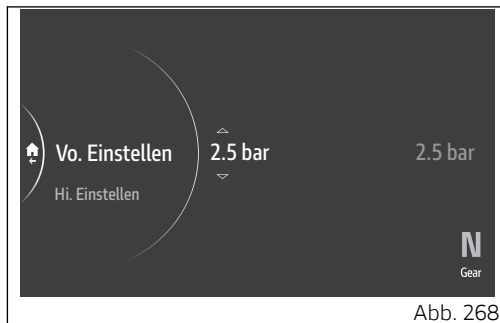 Vo. Einstellen 2.5 bar 2.5 bar
Hi. Einstellen
N
Gear
Abb. 268